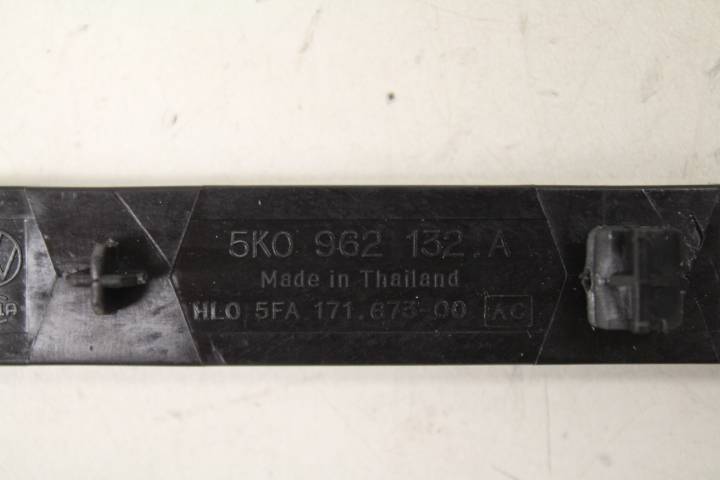 5K0 962 132.A
Made in Thailand
HLO 5FA 171.673-00 AC